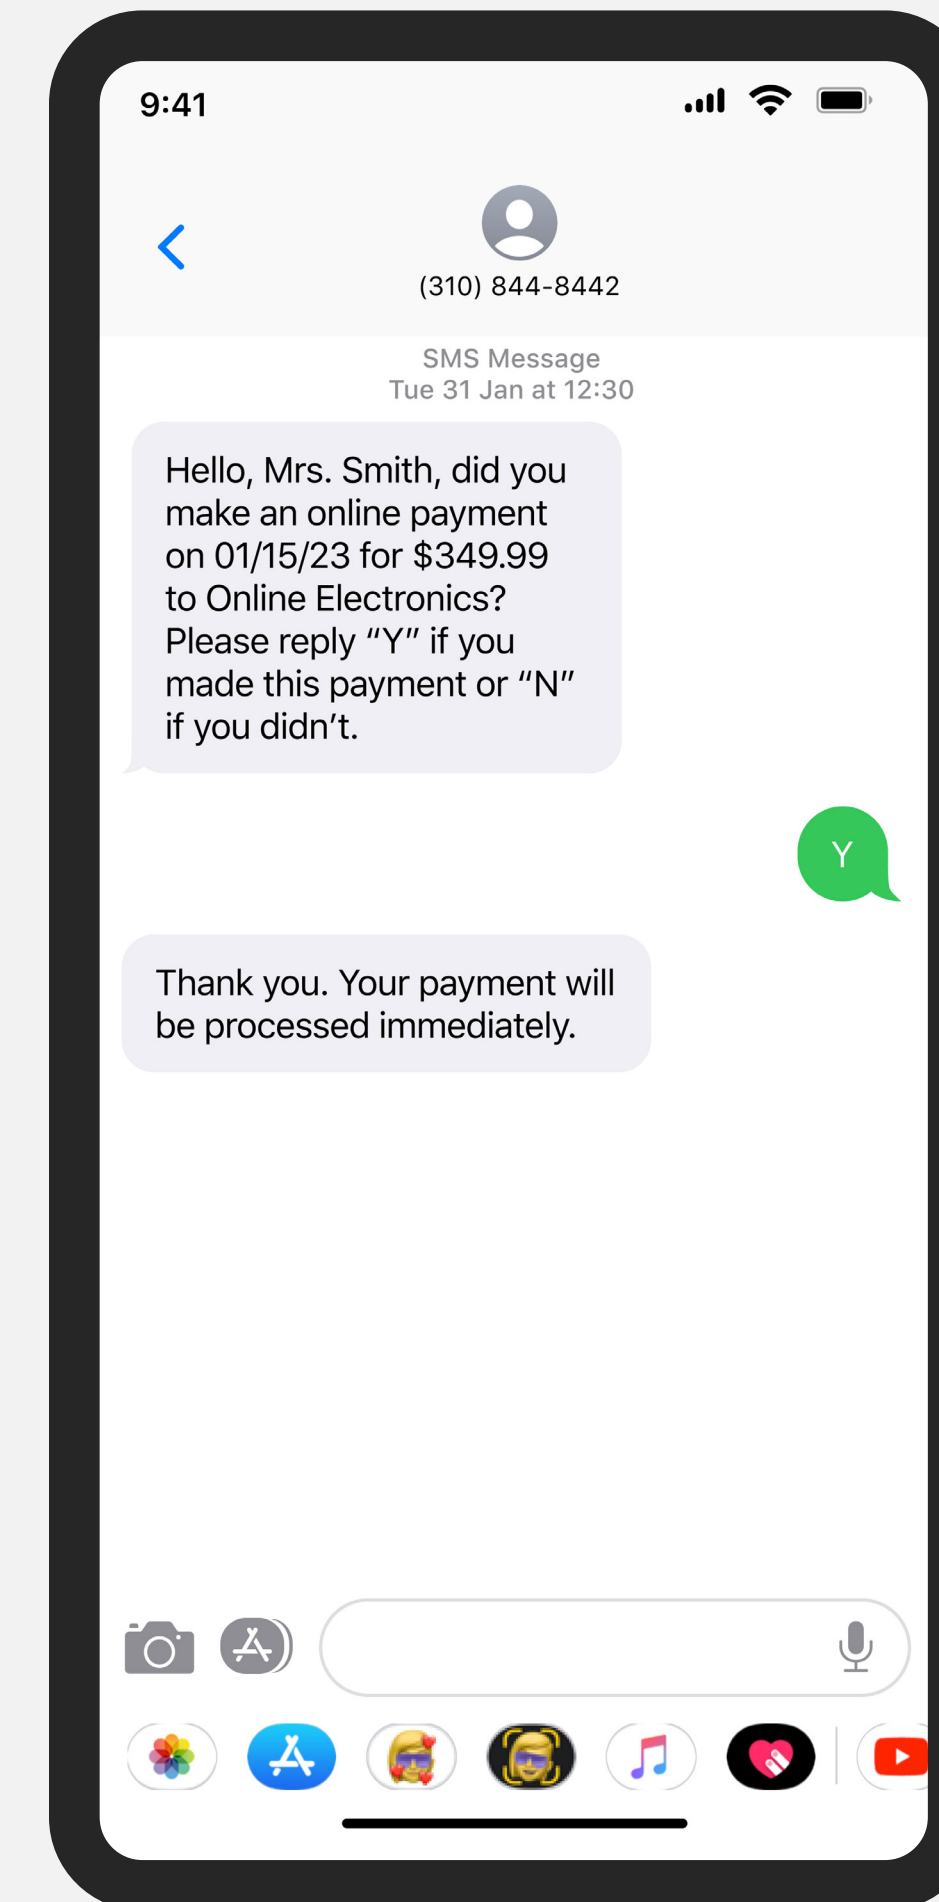 9:41
(310) 844-8442
SMS Message
Tue 31 Jan at 12:30
Hello, Mrs. Smith, did you
make an online payment
on 01/15/23 for $349.99
to Online Electronics?
Please reply “Y” if you
made this payment or “N”
if you didn’t.
Y
Thank you. Your payment will
be processed immediately.